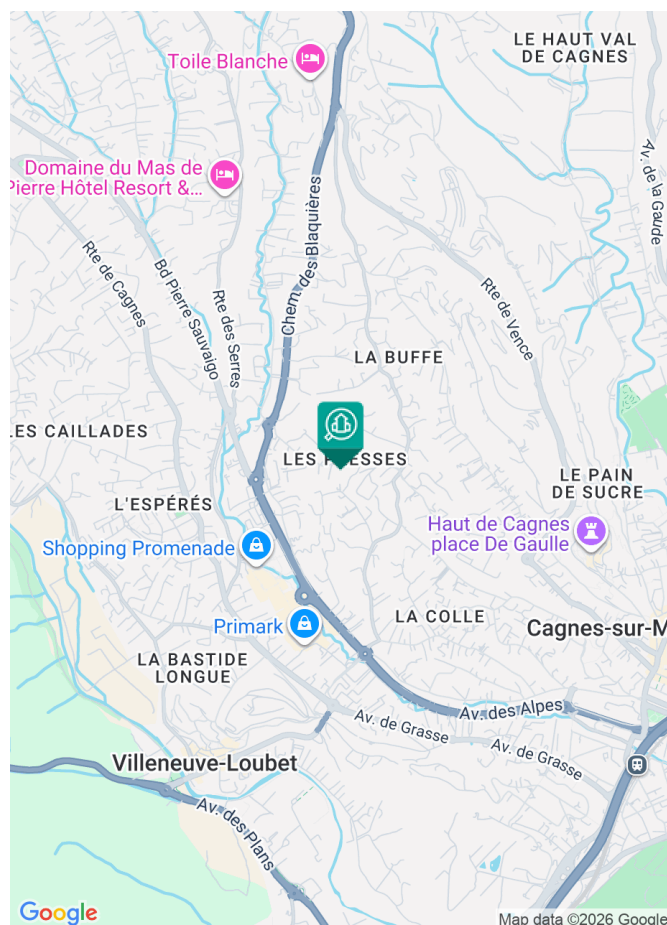 LE HAUT VAL
DE CAGNES
Toile Blanche
Domaine du Mas de
Pierre Hôtel Resort &...
Av. de la Gaude
Chem. des Blaquières
Rte de Cagnes
Bd Pierre Sauvaigo
Rte des Serres
Rte de Vence
LA BUFFE
LES CAILLADES
LES
LE PAIN
DE SUCRE
L'ESPÉRÉS
Haut de Cagnes
place De Gaulle
Shopping Promenade
Primark
LA COLLE
Cagnes-sur-M
LA BASTIDE
LONGUE
Av. des Alpes
Av. de Grasse
Av. de Grasse
Villeneuve-Loubet
Av. des Plans
Google
Map data ©2026 Google